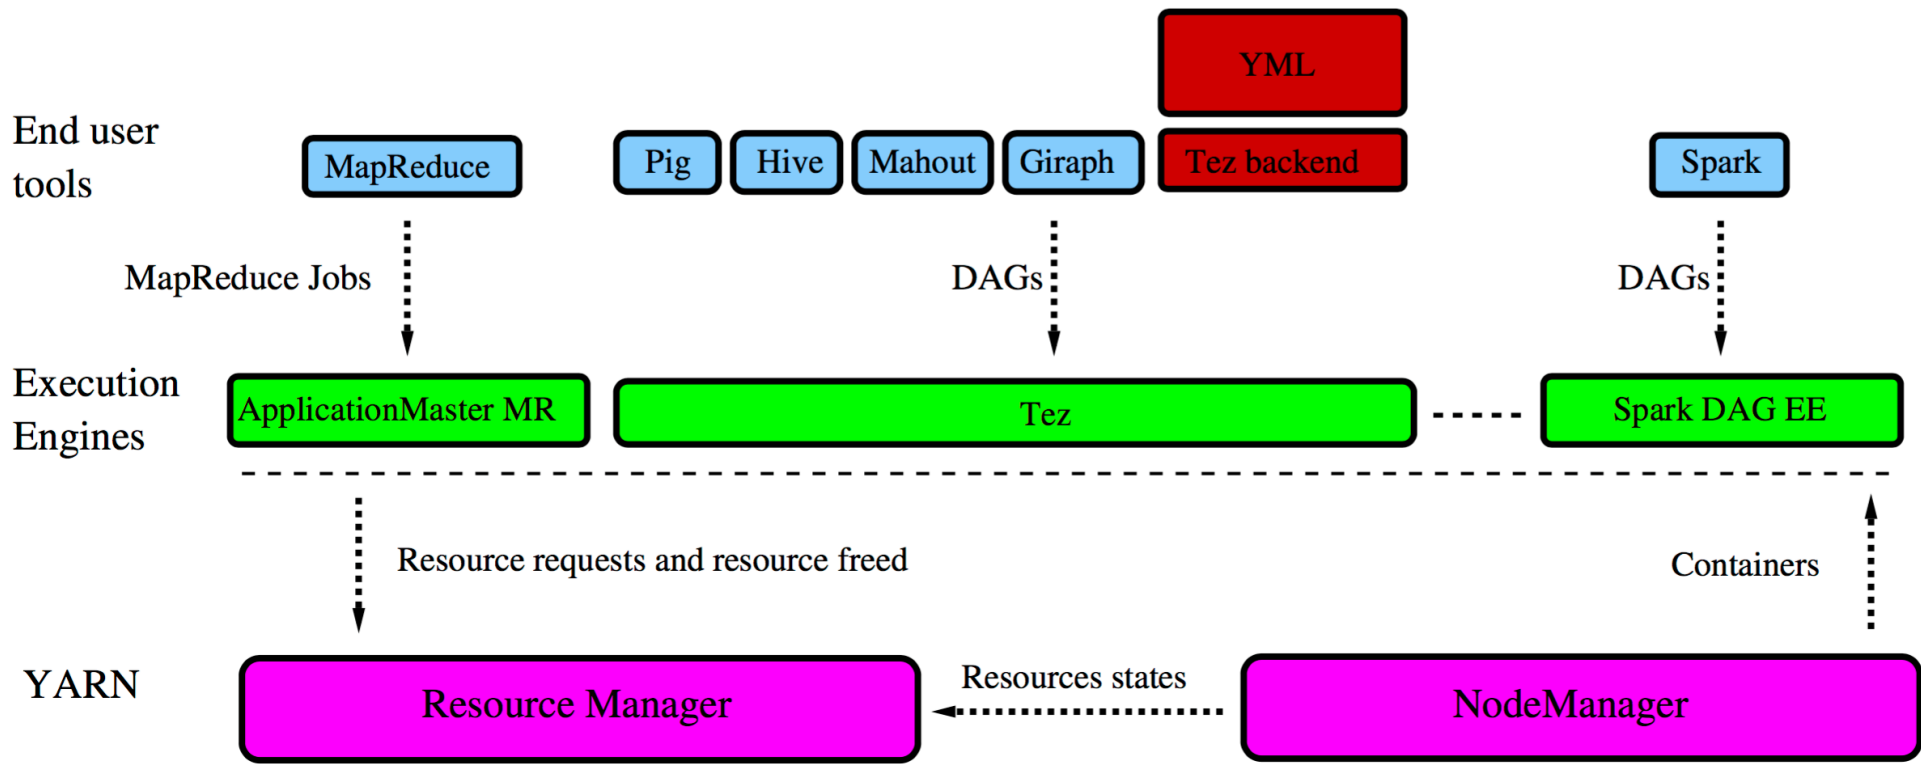 YML
End user
tools
MapReduce
Pig
Hive
Mahout
Giraph
Tez backend
Spark
MapReduce Jobs
DAGs
DAGs
Execution
Engines
ApplicationMaster MR
Tez
Spark DAG EE
Resource requests and resource freed
Containers
YARN
Resource Manager
Resources states
NodeManager